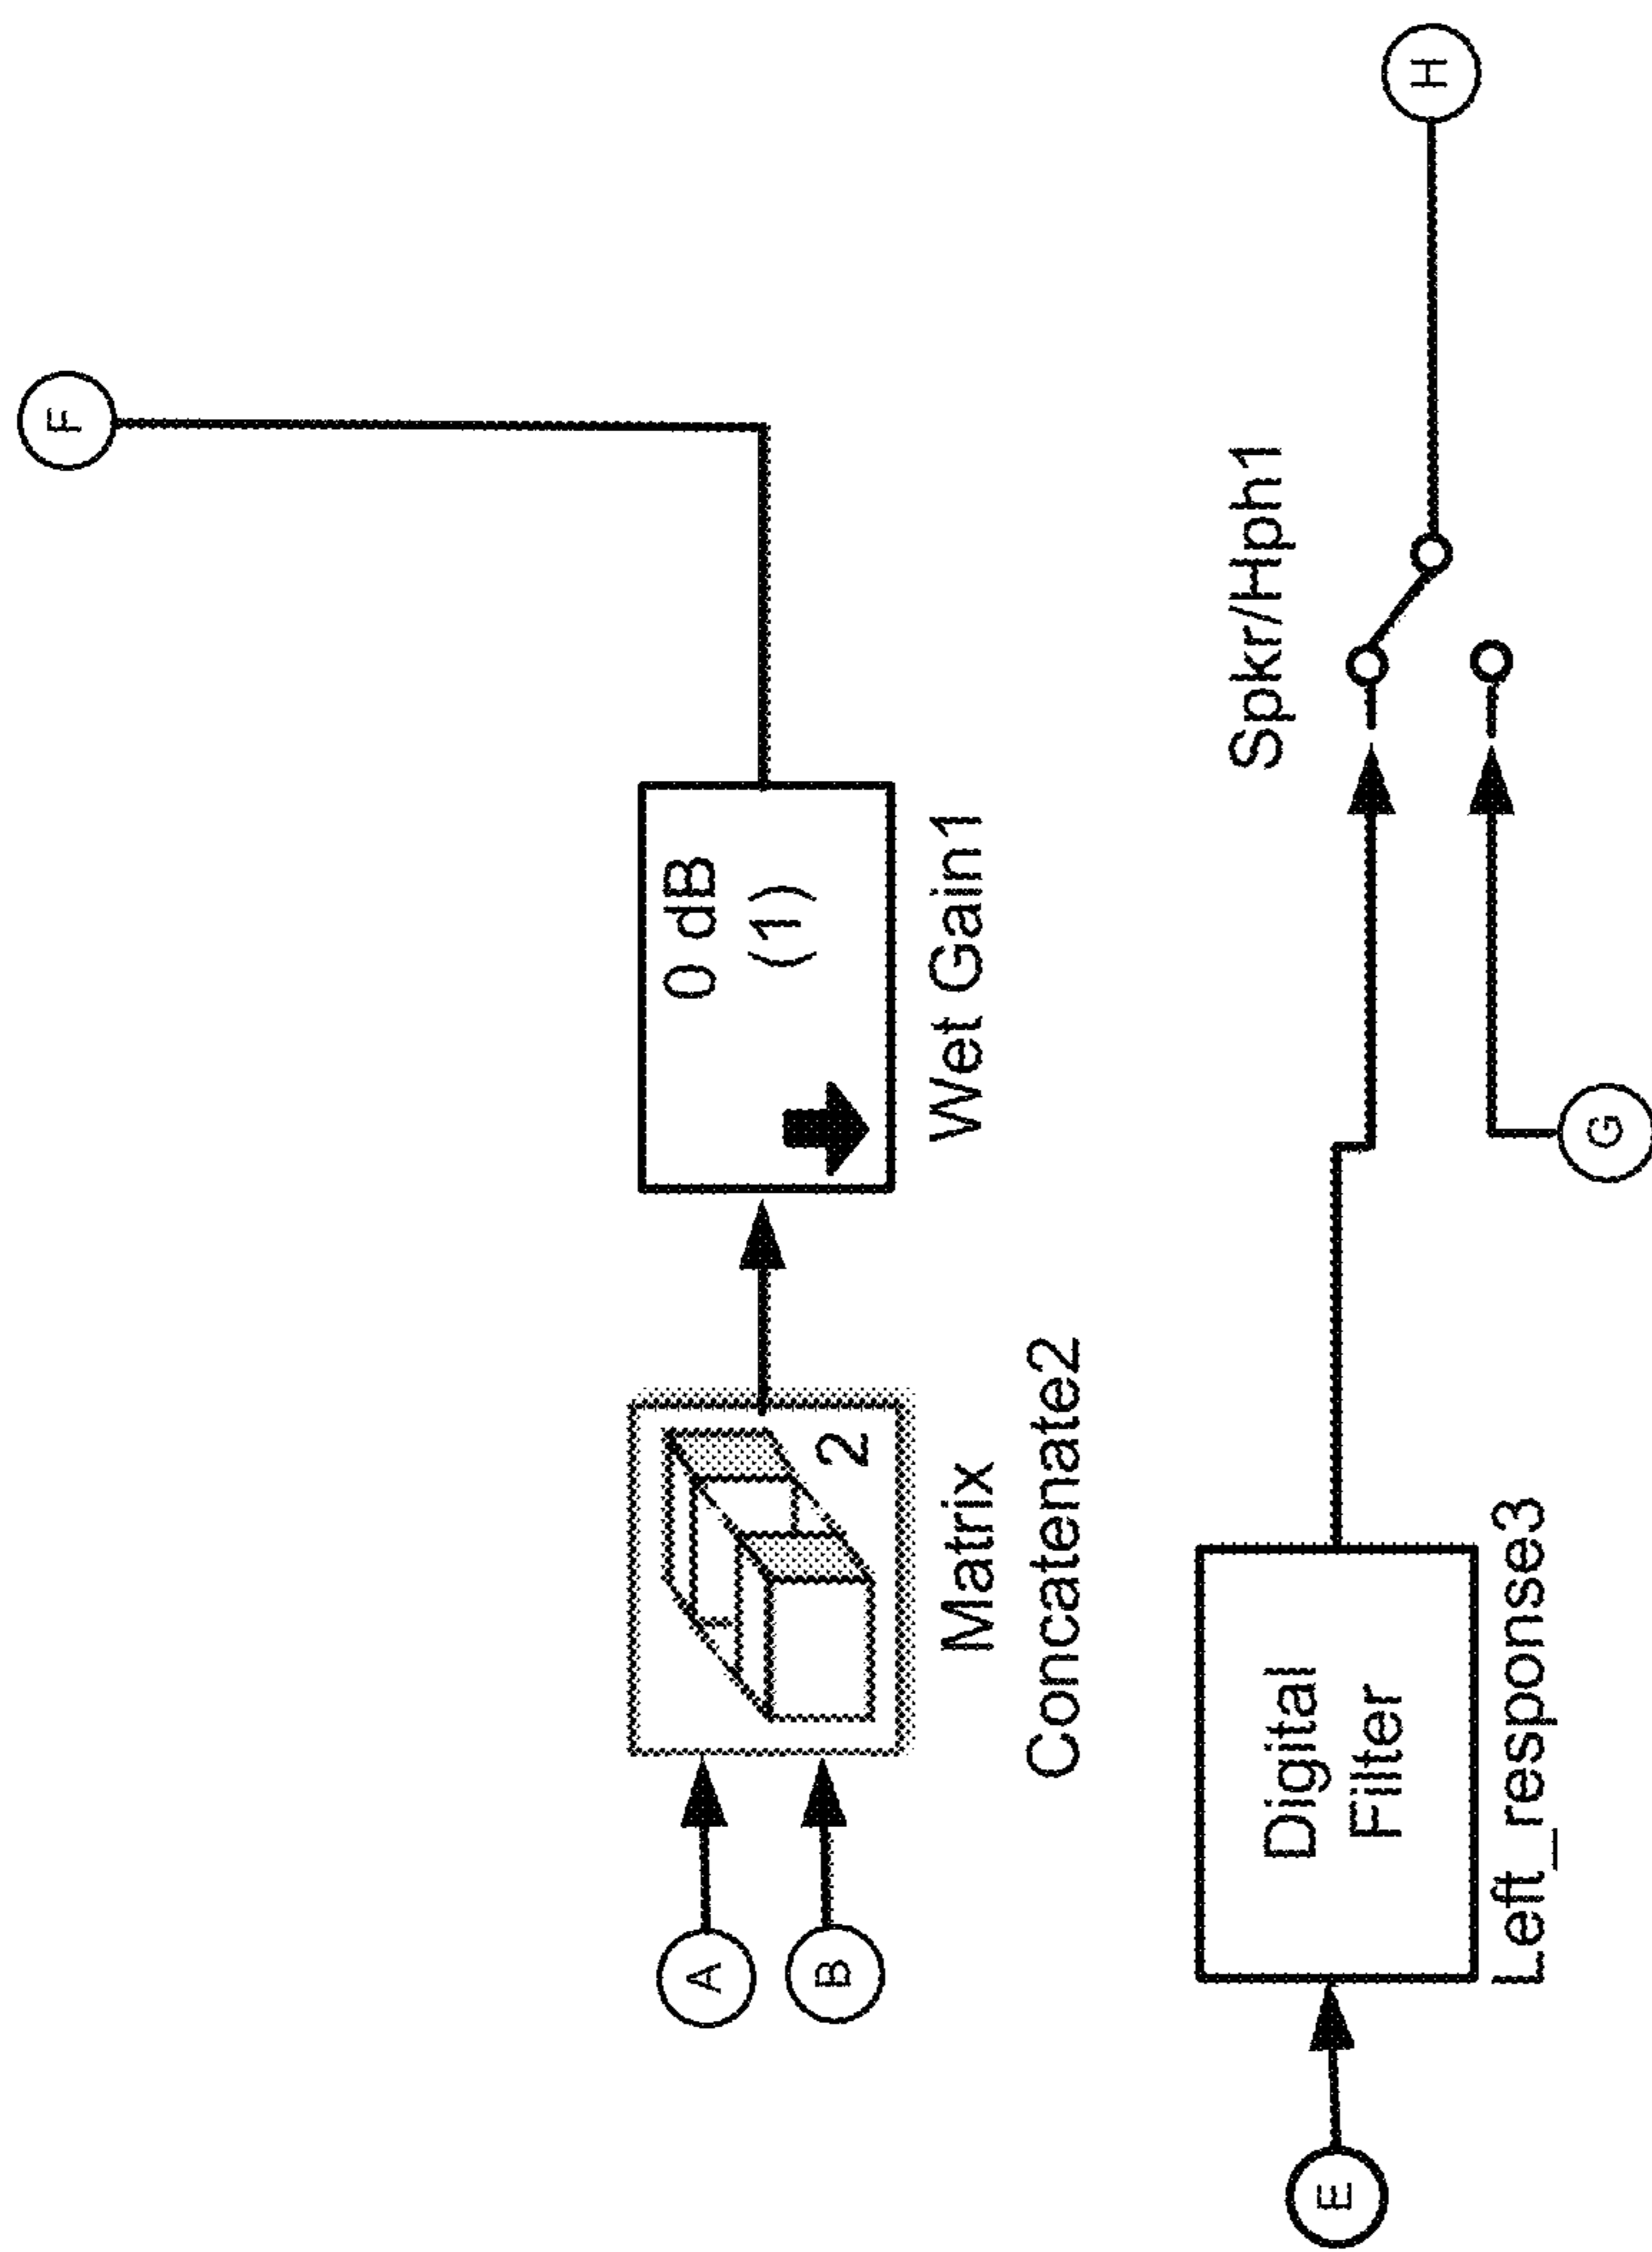 F
A
B
2
Matrix
Concatenate2
0 dB
(1)
Wet Gain1
E
Digital
Filter
Left_response3
G
Spkr/Hph1
H